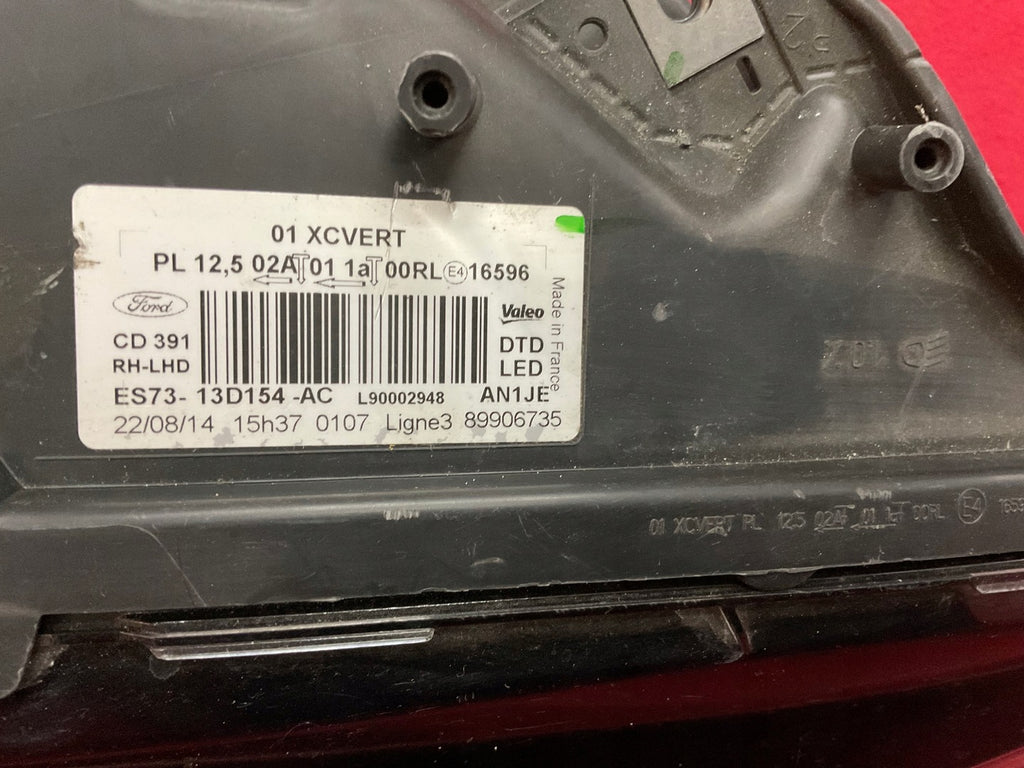 01 XCVERT
PL 12,5 02A 01 1a 00RL E4 16596
Ford
Valeo
Made in France
CD 391
DTD
RH-LHD
LED
ES73- 13D154 -AC L90002948 AN1JE
22/08/14 15h37 0107 Ligne3 89906735
01 XCVERT PL 125 02A 01 00RL E4